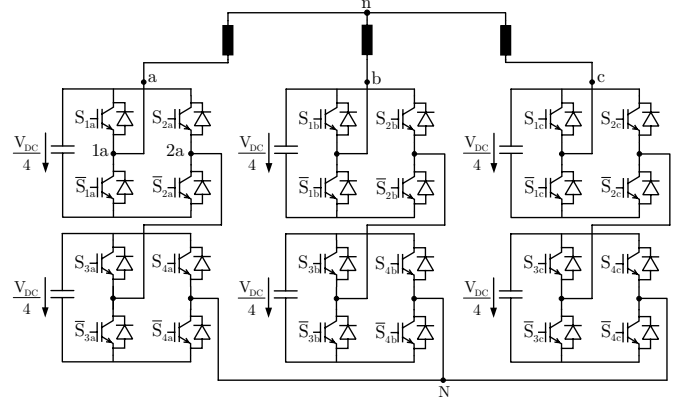 n
a b c
S1a S2a S1b S2b S1c S2c
VDC/4 VDC/4 VDC/4
1a 2a
S̅1a S̅2a S̅1b S̅2b S̅1c S̅2c
S3a S4a S3b S4b S3c S4c
VDC/4 VDC/4 VDC/4
S̅3a S̅4a S̅3b S̅4b S̅3c S̅4c
N